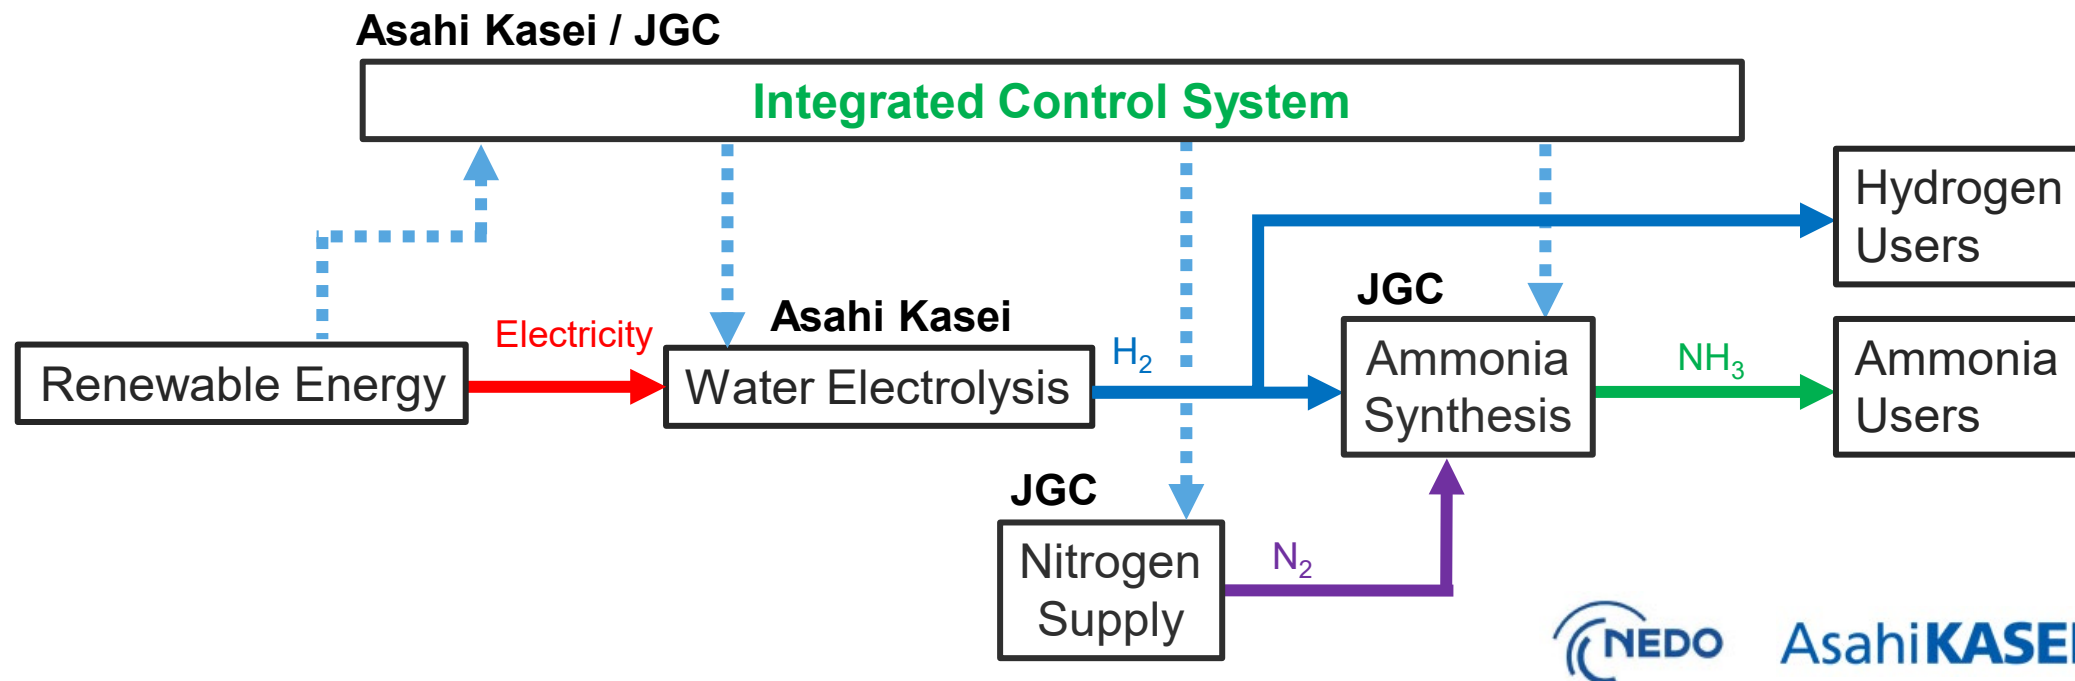 Asahi Kasei / JGC
Integrated Control System
Hydrogen
Users
JGC
Asahi Kasei
Electricity
Renewable Energy
Water Electrolysis
H₂
Ammonia
Synthesis
NH₃
Ammonia
Users
JGC
Nitrogen
Supply
N₂
NEDO
AsahiKASEI